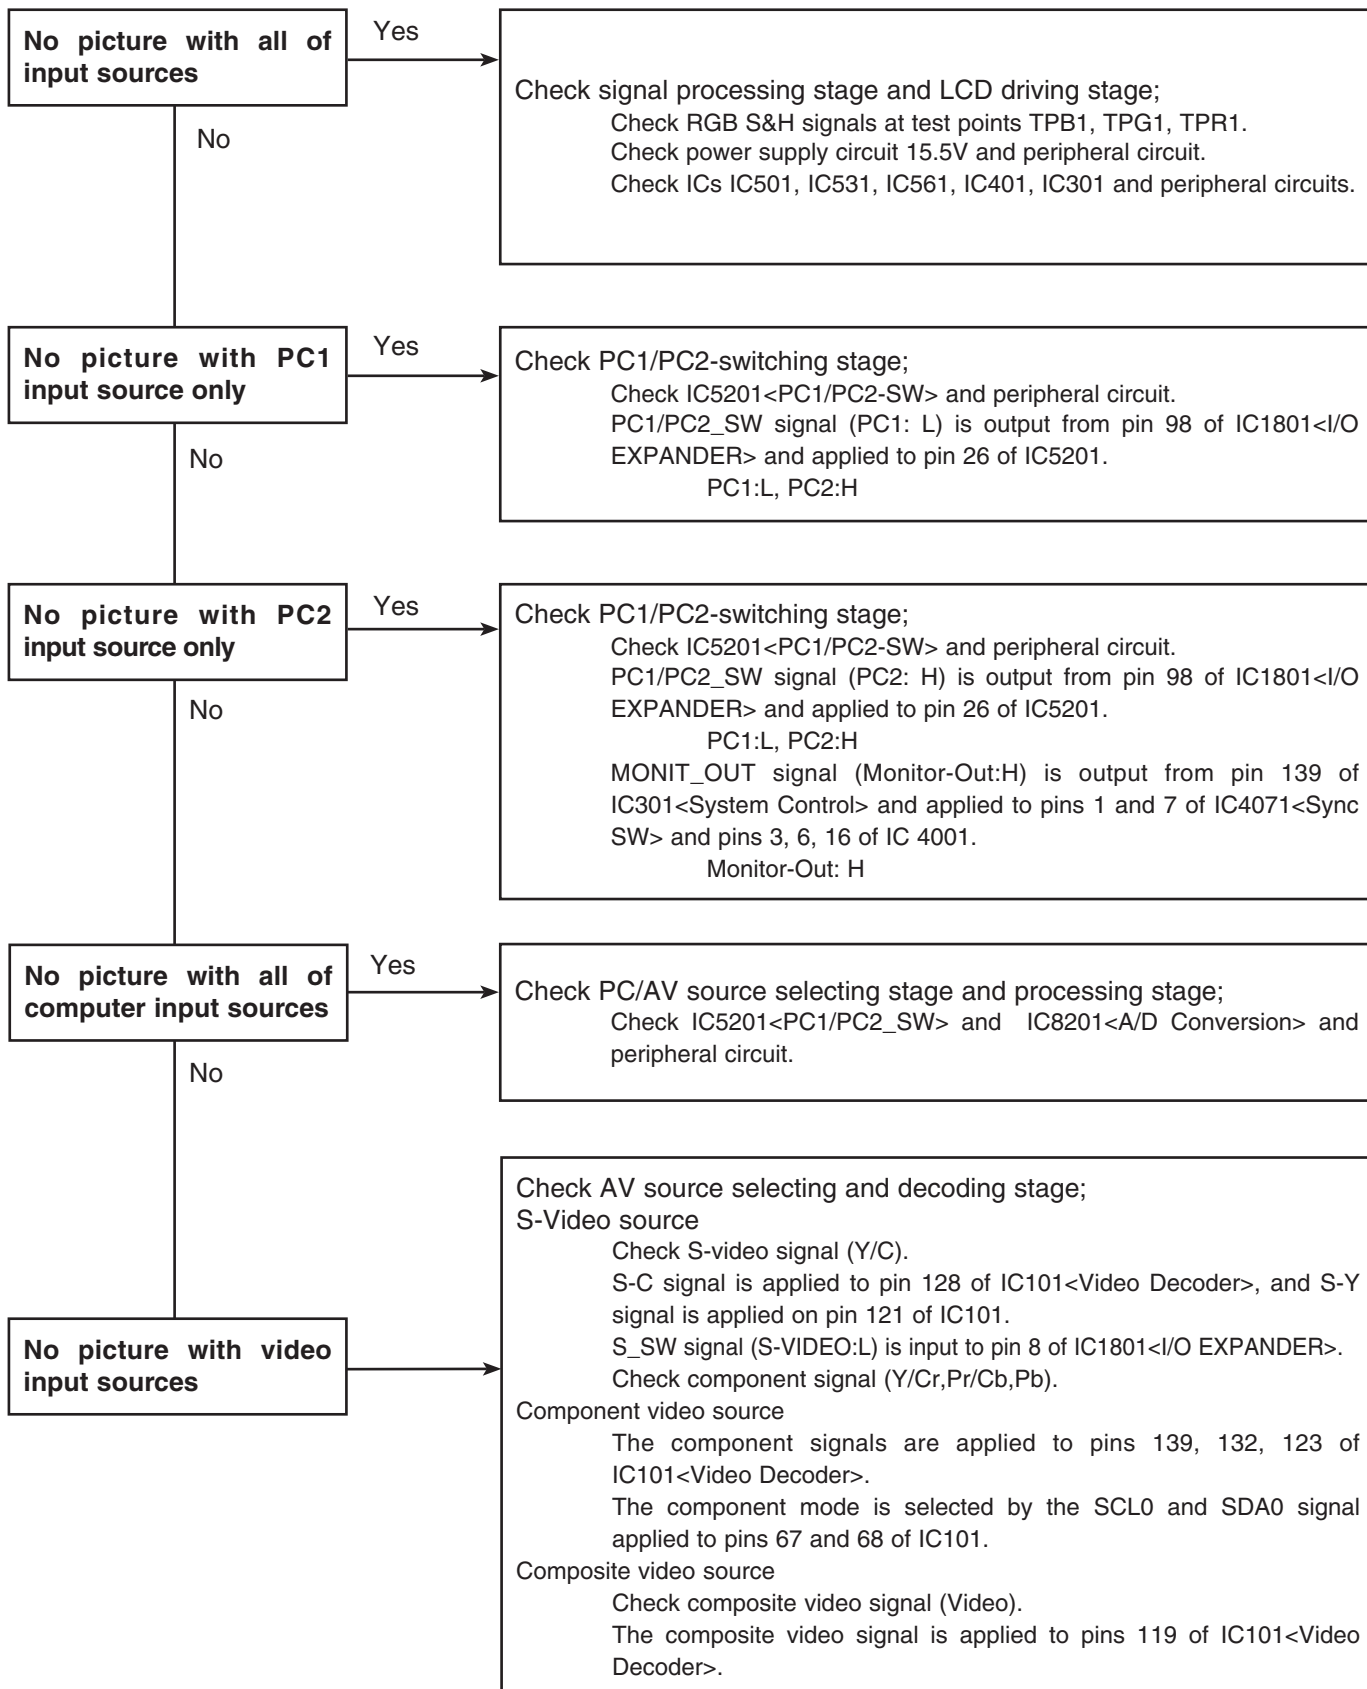 No picture with all of
input sources
Yes
No
Check signal processing stage and LCD driving stage;
Check RGB S&H signals at test points TPB1, TPG1, TPR1.
Check power supply circuit 15.5V and peripheral circuit.
Check ICs IC501, IC531, IC561, IC401, IC301 and peripheral circuits.
No picture with PC1
input source only
Yes
No
Check PC1/PC2-switching stage;
Check IC5201<PC1/PC2-SW> and peripheral circuit.
PC1/PC2_SW signal (PC1: L) is output from pin 98 of IC1801<I/O
EXPANDER> and applied to pin 26 of IC5201.
PC1:L, PC2:H
No picture with PC2
input source only
Yes
No
Check PC1/PC2-switching stage;
Check IC5201<PC1/PC2-SW> and peripheral circuit.
PC1/PC2_SW signal (PC2: H) is output from pin 98 of IC1801<I/O
EXPANDER> and applied to pin 26 of IC5201.
PC1:L, PC2:H
MONIT_OUT signal (Monitor-Out:H) is output from pin 139 of
IC301<System Control> and applied to pins 1 and 7 of IC4071<Sync
SW> and pins 3, 6, 16 of IC 4001.
Monitor-Out: H
No picture with all of
computer input sources
Yes
No
Check PC/AV source selecting stage and processing stage;
Check IC5201<PC1/PC2_SW> and IC8201<A/D Conversion> and
peripheral circuit.
No picture with video
input sources
Check AV source selecting and decoding stage;
S-Video source
Check S-video signal (Y/C).
S-C signal is applied to pin 128 of IC101<Video Decoder>, and S-Y
signal is applied on pin 121 of IC101.
S_SW signal (S-VIDEO:L) is input to pin 8 of IC1801<I/O EXPANDER>.
Check component signal (Y/Cr,Pr/Cb,Pb).
Component video source
The component signals are applied to pins 139, 132, 123 of
IC101<Video Decoder>.
The component mode is selected by the SCL0 and SDA0 signal
applied to pins 67 and 68 of IC101.
Composite video source
Check composite video signal (Video).
The composite video signal is applied to pins 119 of IC101<Video
Decoder>.